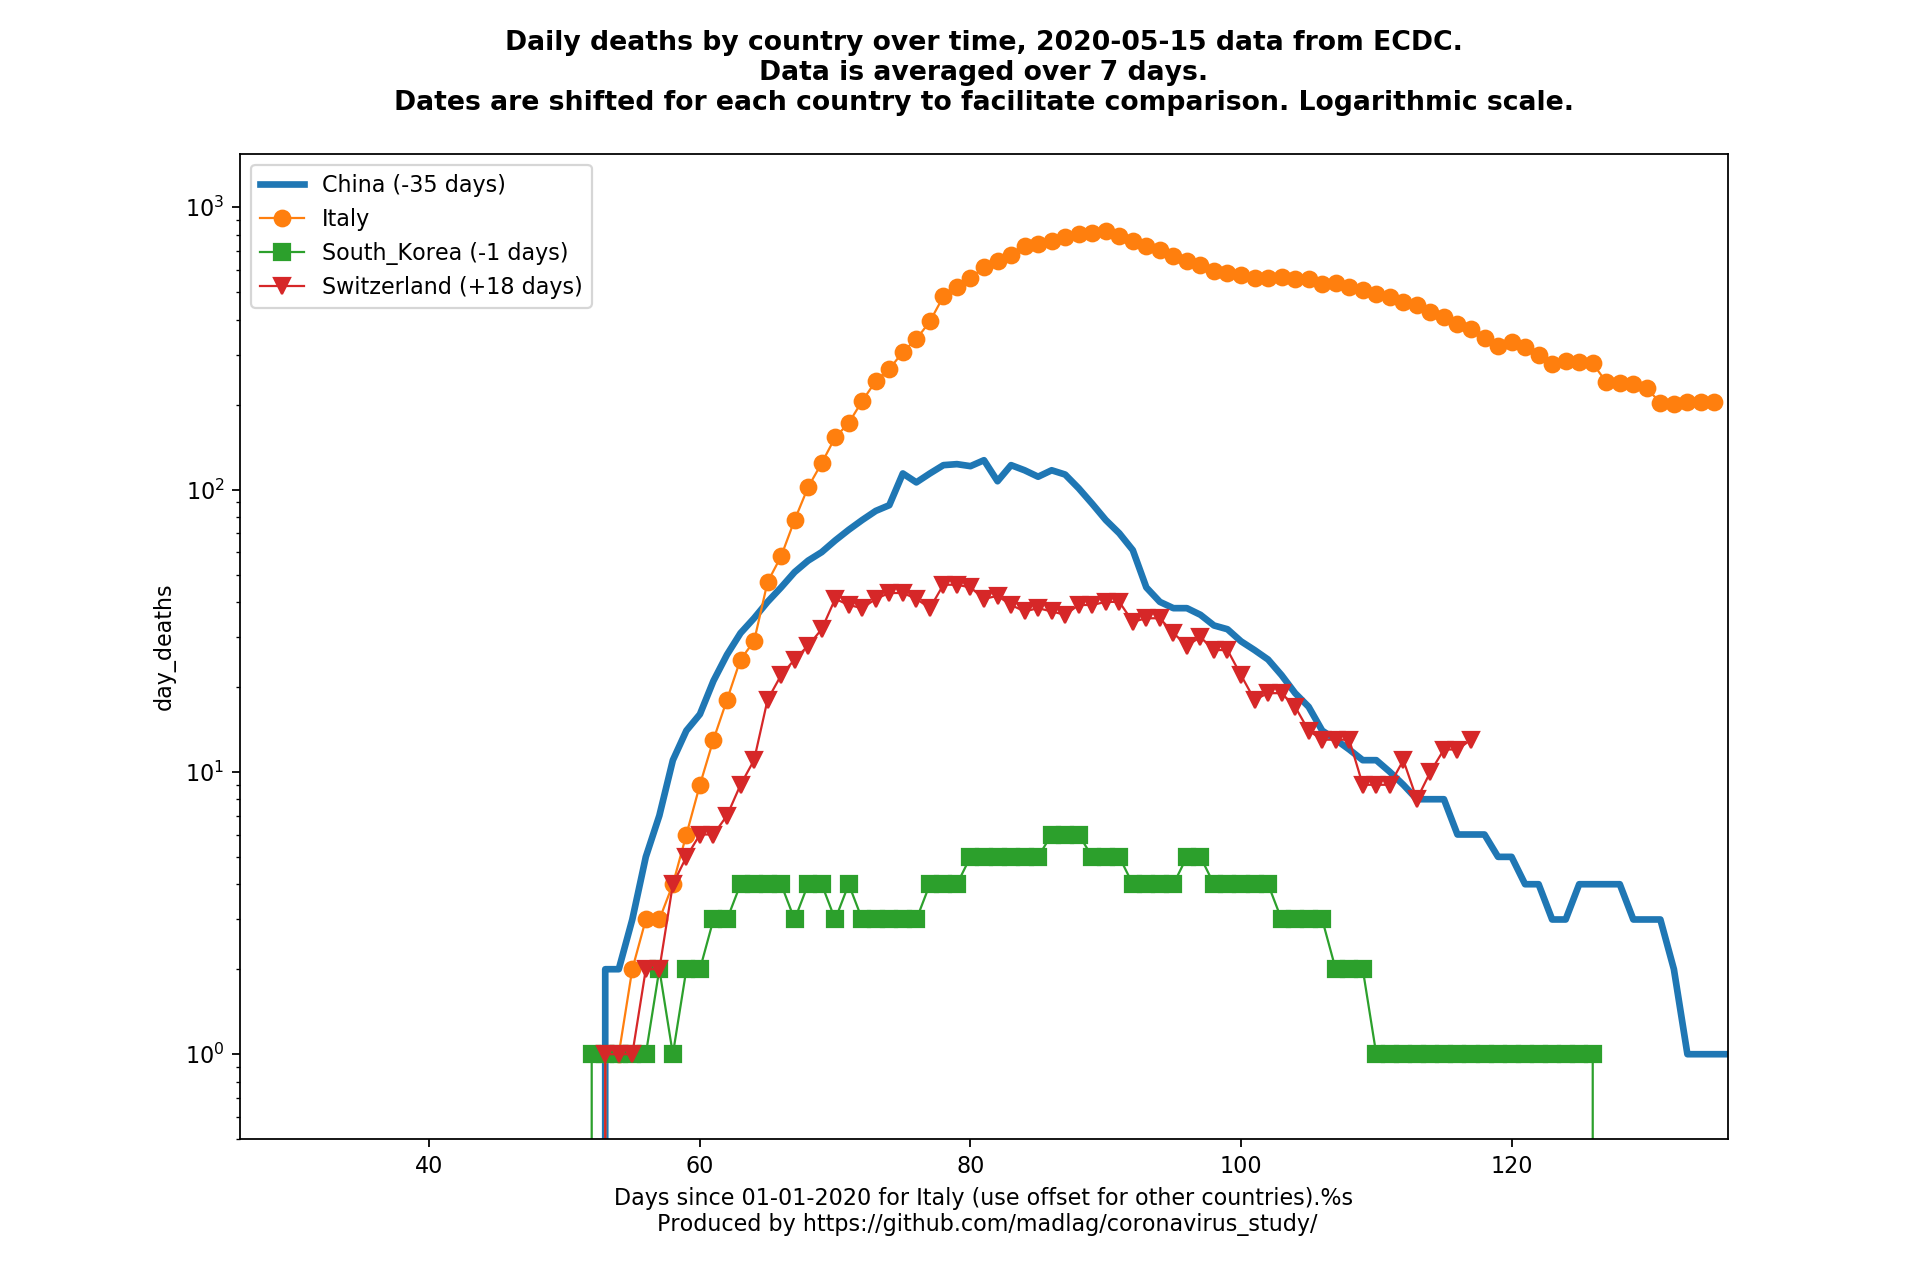 Daily deaths by country over time, 2020-05-15 data from ECDC.
Data is averaged over 7 days.
Dates are shifted for each country to facilitate comparison. Logarithmic scale.
China (-35 days)
Italy
South_Korea (-1 days)
Switzerland (+18 days)
10³
10²
10¹
10⁰
day_deaths
40 60 80 100 120
Days since 01-01-2020 for Italy (use offset for other countries).%s
Produced by https://github.com/madlag/coronavirus_study/